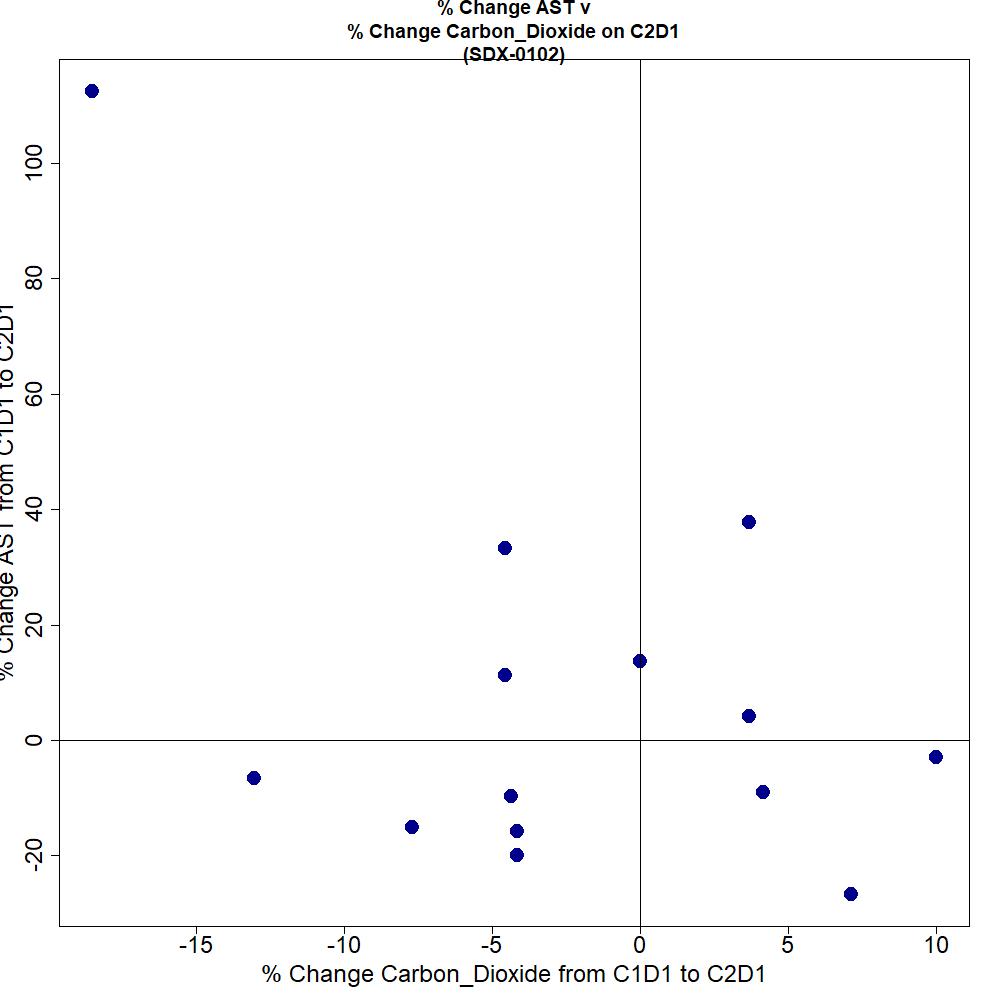 % Change AST v
% Change Carbon_Dioxide on C2D1
(SDX-0102)
% Change AST from C1D1 to C2D1
100
80
60
40
20
0
-20
-15
-10
-5
0
5
10
% Change Carbon_Dioxide from C1D1 to C2D1